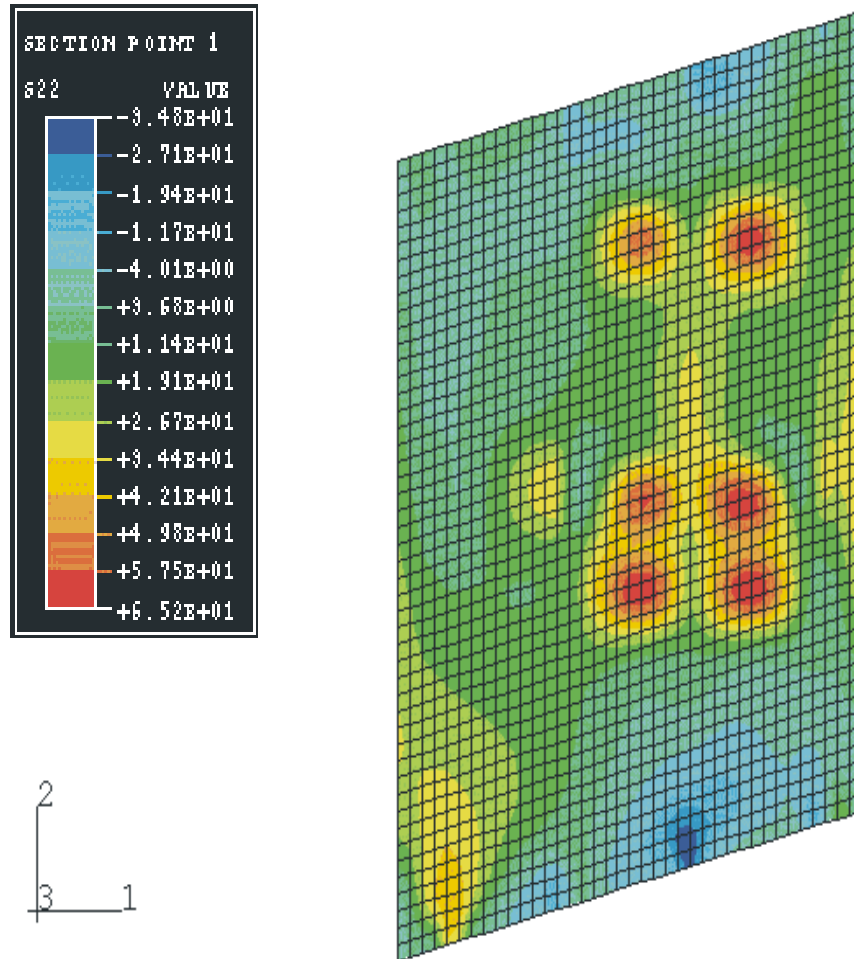 SECTION POINT 1
S22 VALUE
-3.48E+01
-2.71E+01
-1.94E+01
-1.17E+01
-4.01E+00
+3.68E+00
+1.14E+01
+1.91E+01
+2.67E+01
+3.44E+01
+4.21E+01
+4.98E+01
+5.75E+01
+6.52E+01
2
3 1